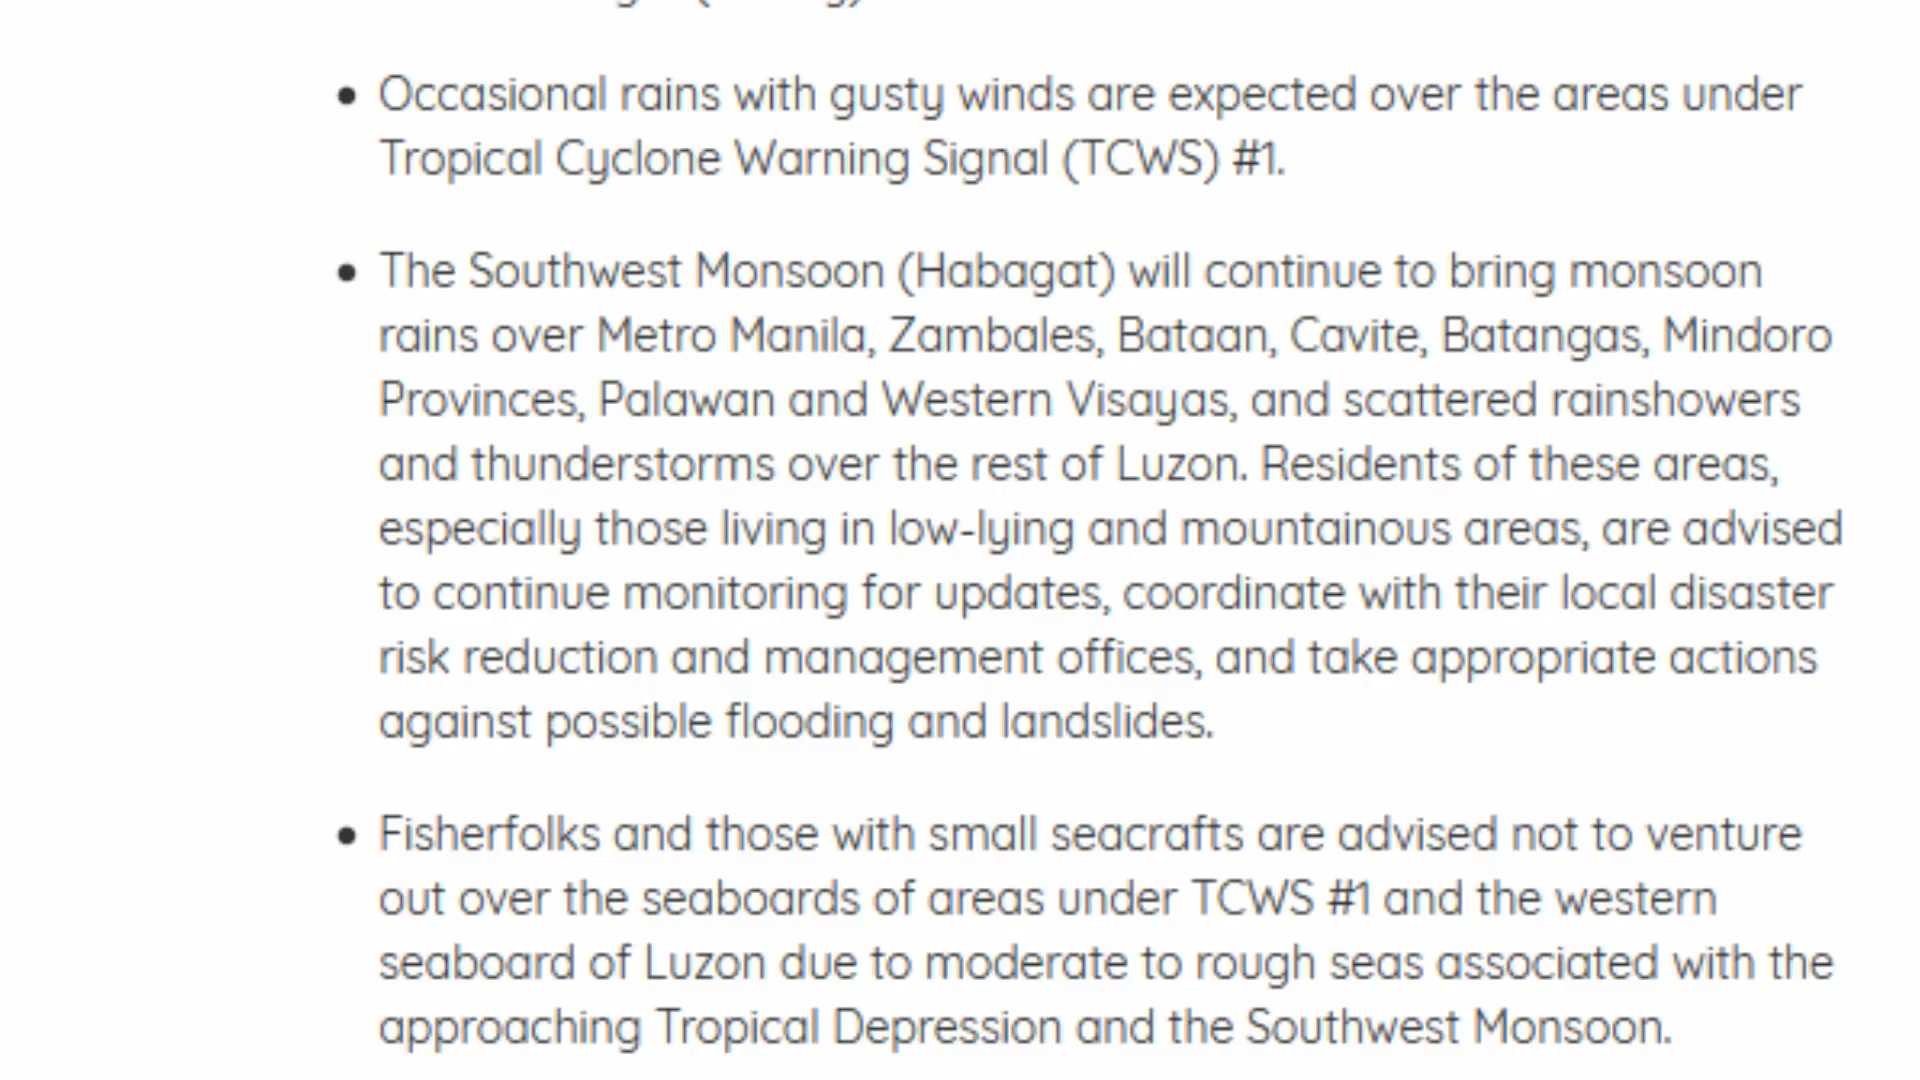 Occasional rains with gusty winds are expected over the areas under
Tropical Cyclone Warning Signal (TCWS) #1.
The Southwest Monsoon (Habagat) will continue to bring monsoon
rains over Metro Manila, Zambales, Bataan, Cavite, Batangas, Mindoro
Provinces, Palawan and Western Visayas, and scattered rainshowers
and thunderstorms over the rest of Luzon. Residents of these areas,
especially those living in low-lying and mountainous areas, are advised
to continue monitoring for updates, coordinate with their local disaster
risk reduction and management offices, and take appropriate actions
against possible flooding and landslides.
Fisherfolks and those with small seacrafts are advised not to venture
out over the seaboards of areas under TCWS #1 and the western
seaboard of Luzon due to moderate to rough seas associated with the
approaching Tropical Depression and the Southwest Monsoon.